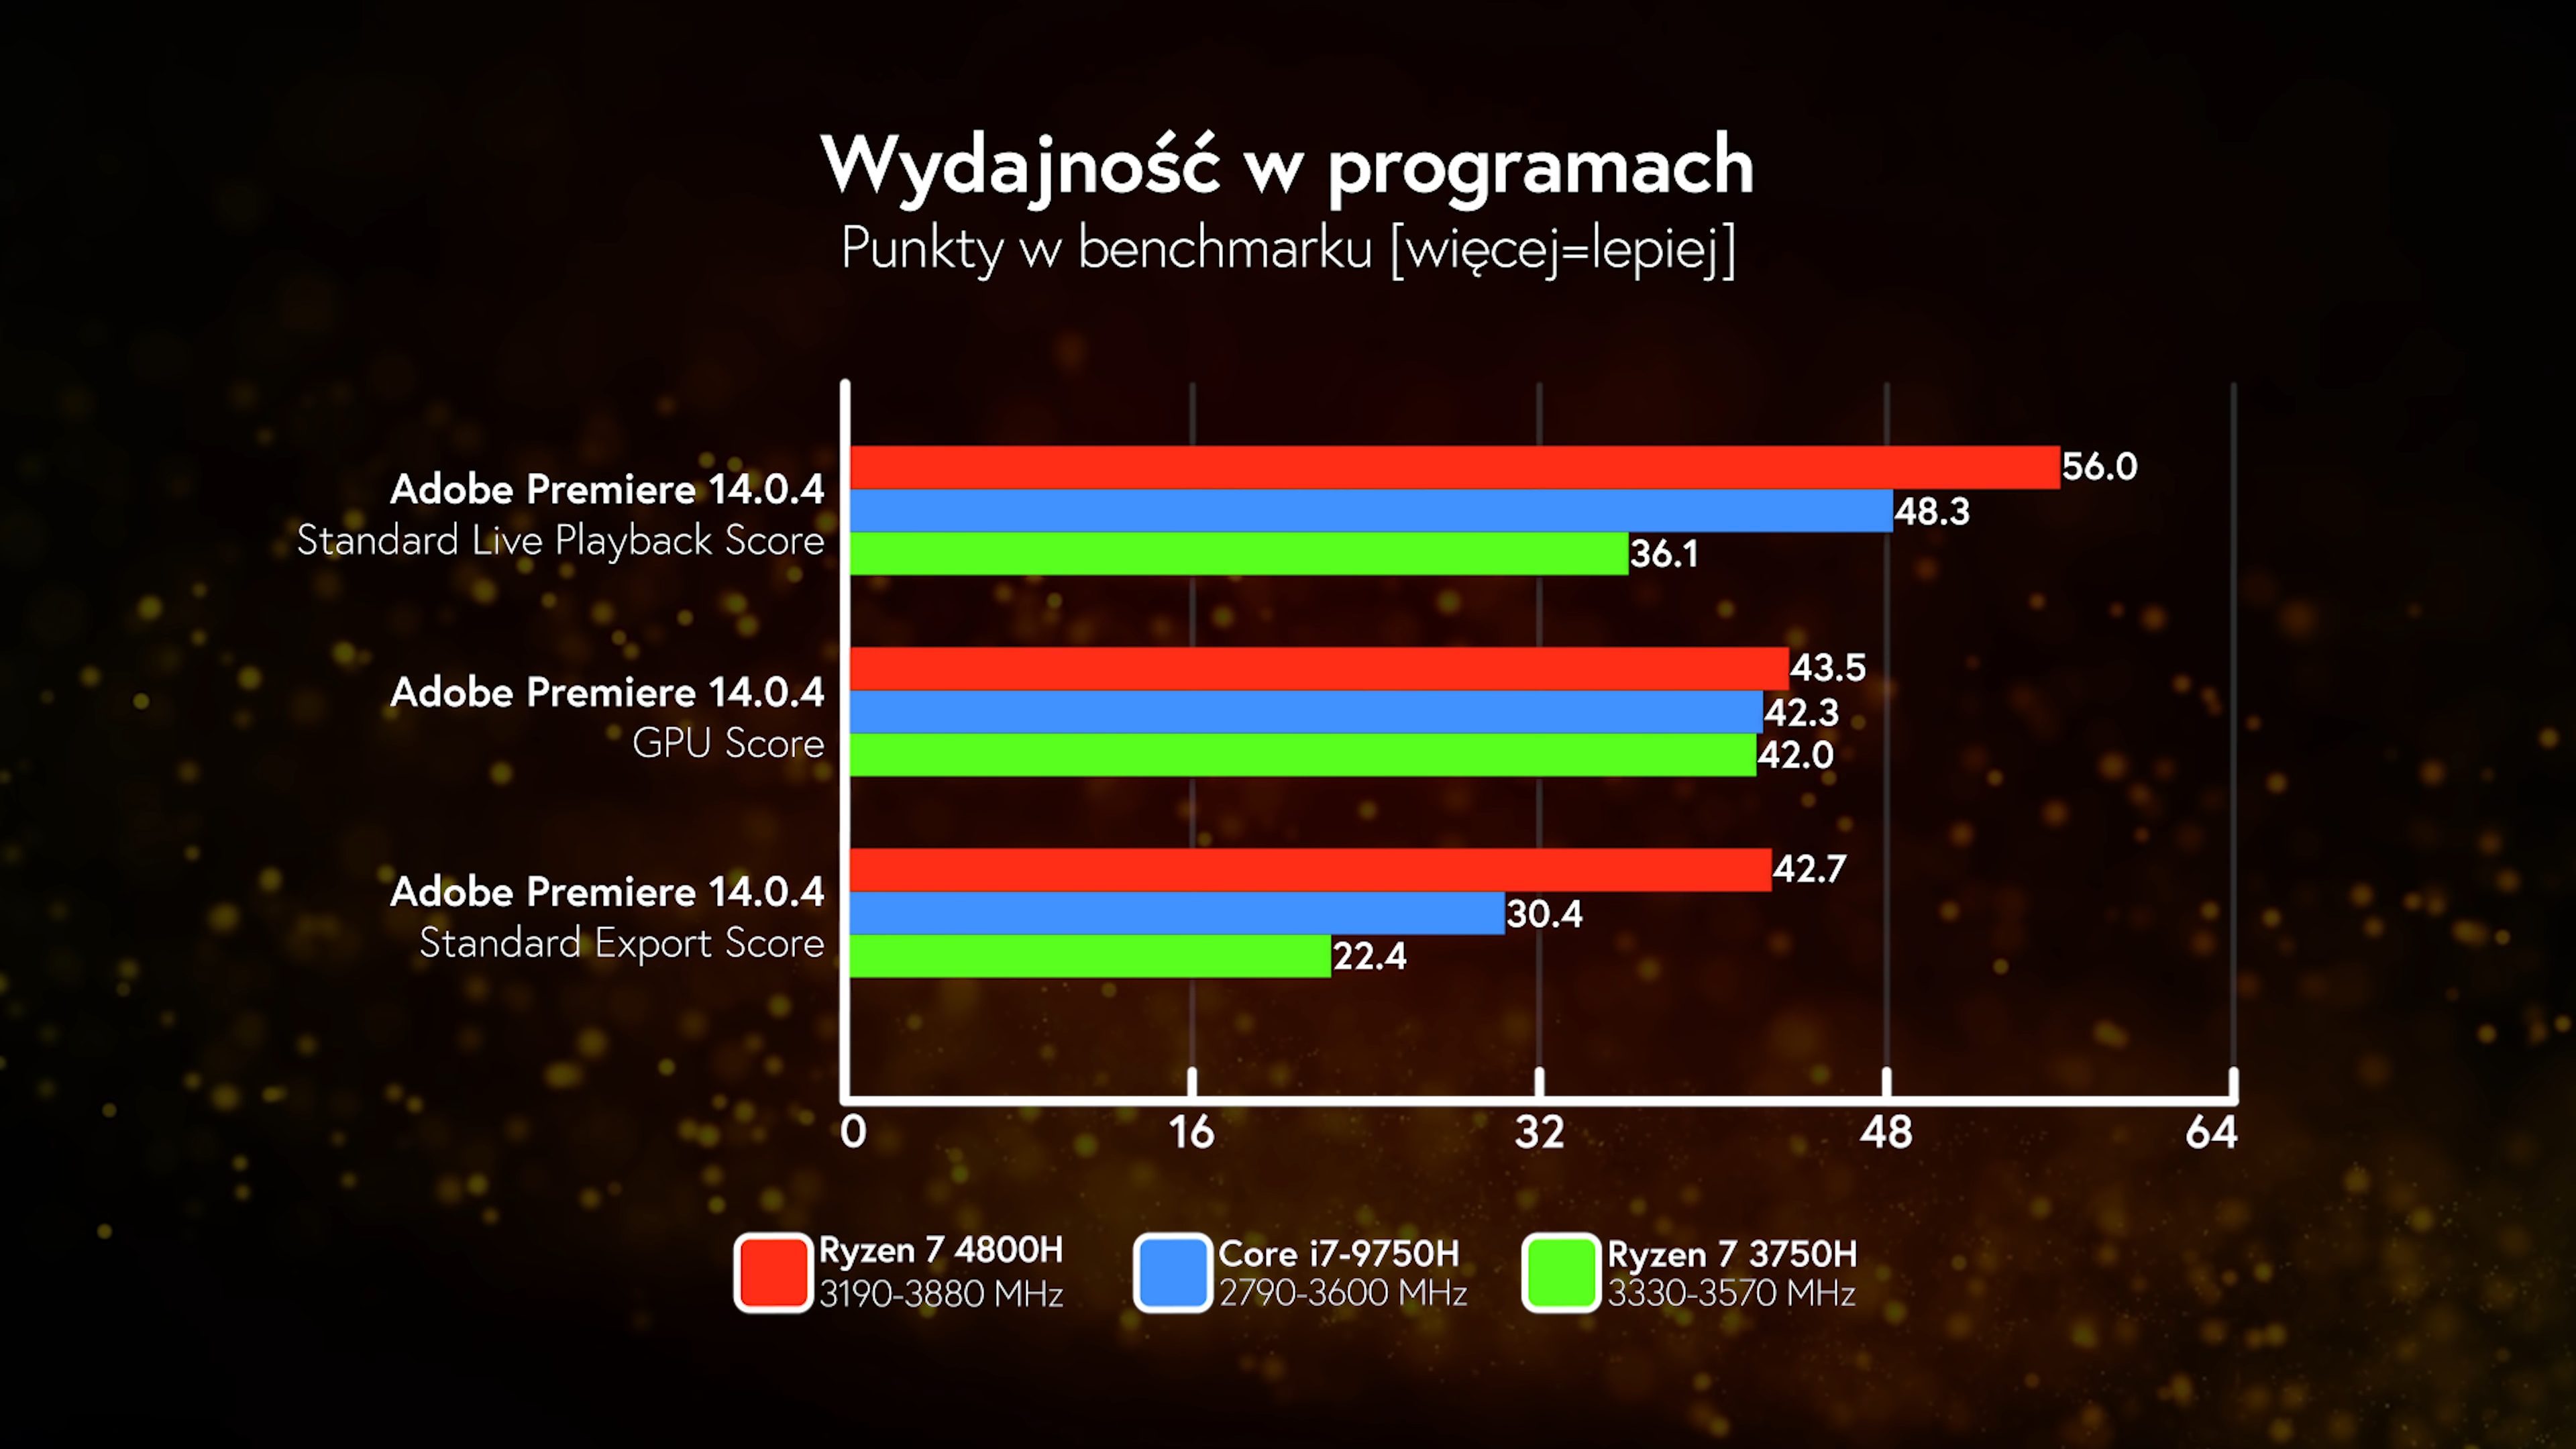 Wydajność w programach
Punkty w benchmarku [więcej=lepiej]
Adobe Premiere 14.0.4
Standard Live Playback Score
56.0
48.3
36.1
Adobe Premiere 14.0.4
GPU Score
43.5
42.3
42.0
Adobe Premiere 14.0.4
Standard Export Score
42.7
30.4
22.4
0 16 32 48 64
Ryzen 7 4800H
3190-3880 MHz
Core i7-9750H
2790-3600 MHz
Ryzen 7 3750H
3330-3570 MHz